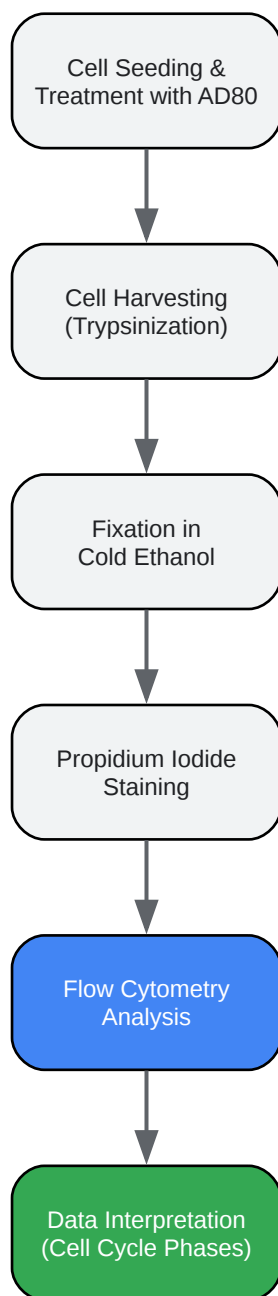 Cell Seeding &
Treatment with AD80
Cell Harvesting
(Trypsinization)
Fixation in
Cold Ethanol
Propidium Iodide
Staining
Flow Cytometry
Analysis
Data Interpretation
(Cell Cycle Phases)